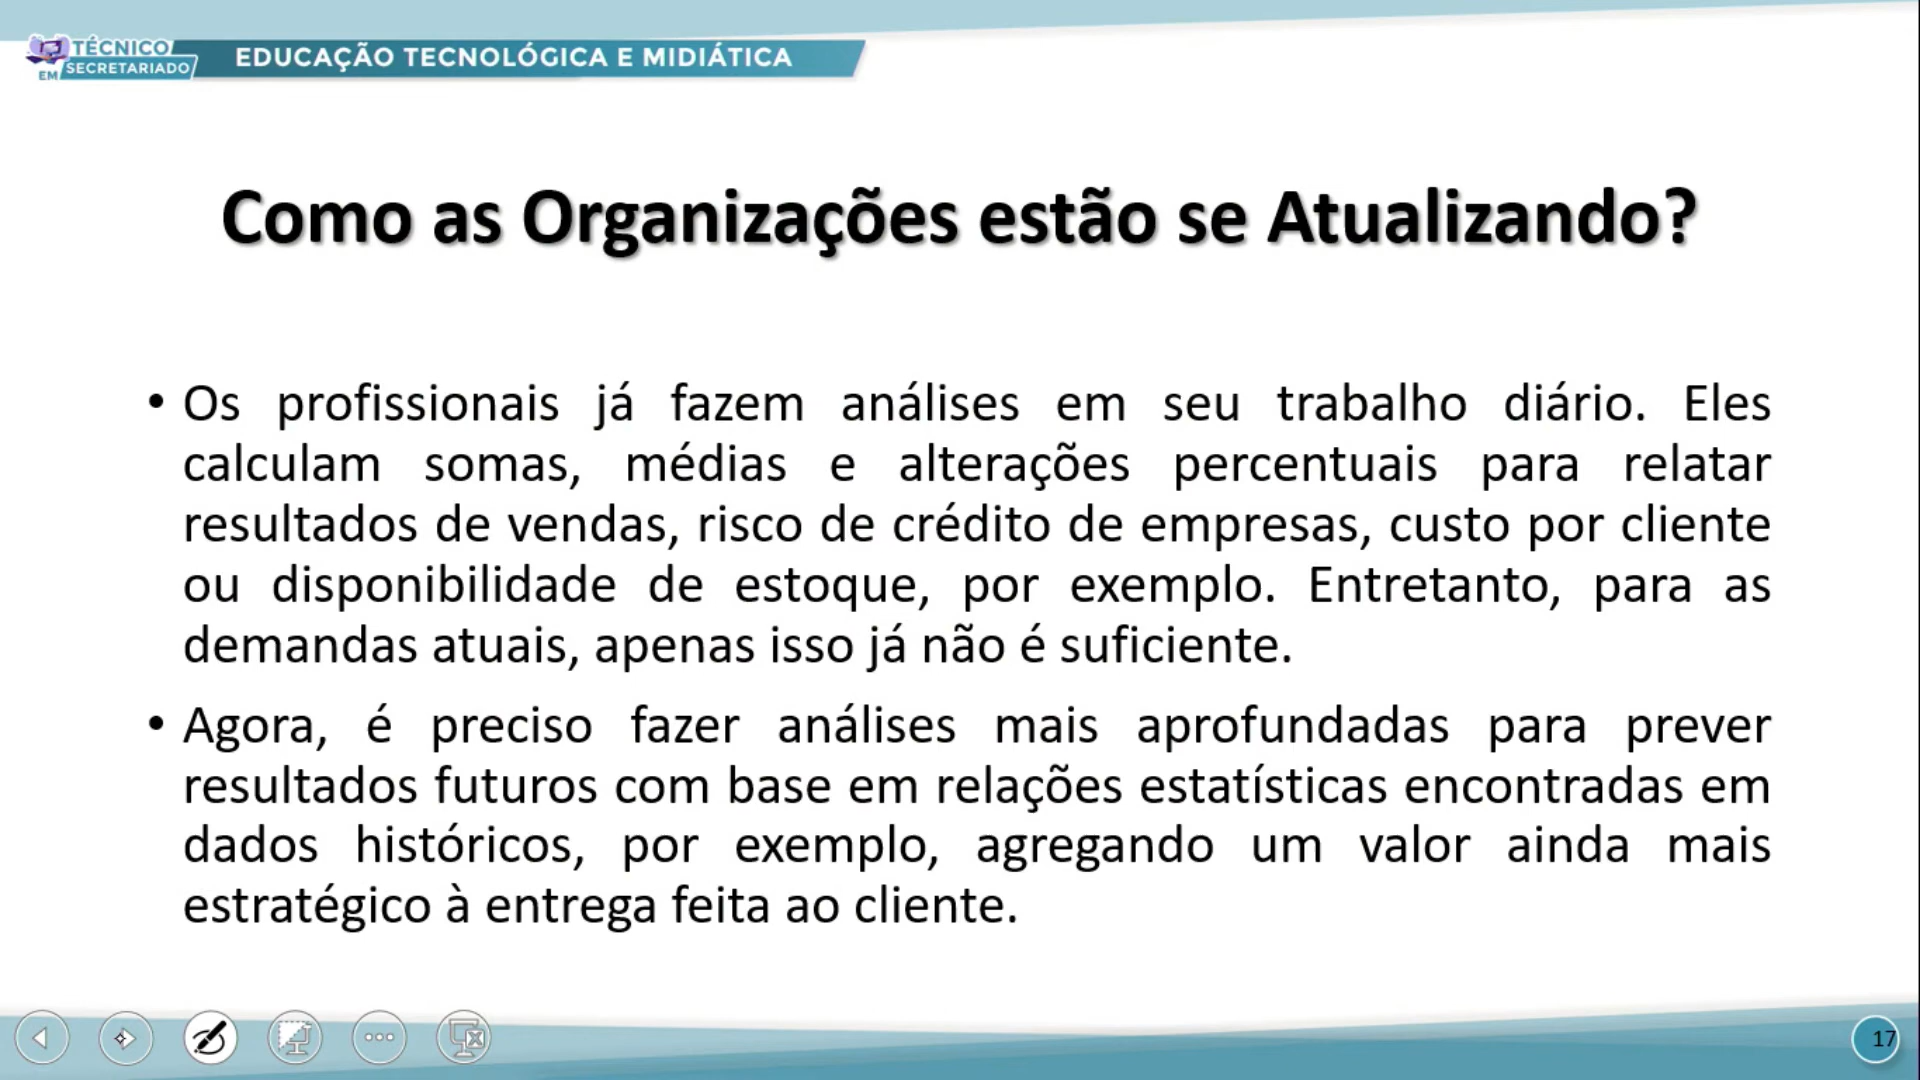 TÉCNICO
EM SECRETARIADO
EDUCAÇÃO TECNOLÓGICA E MIDIÁTICA
Como as Organizações estão se Atualizando?
• Os profissionais já fazem análises em seu trabalho diário. Eles
calculam somas, médias e alterações percentuais para relatar
resultados de vendas, risco de crédito de empresas, custo por cliente
ou disponibilidade de estoque, por exemplo. Entretanto, para as
demandas atuais, apenas isso já não é suficiente.
• Agora, é preciso fazer análises mais aprofundadas para prever
resultados futuros com base em relações estatísticas encontradas em
dados históricos, por exemplo, agregando um valor ainda mais
estratégico à entrega feita ao cliente.
17